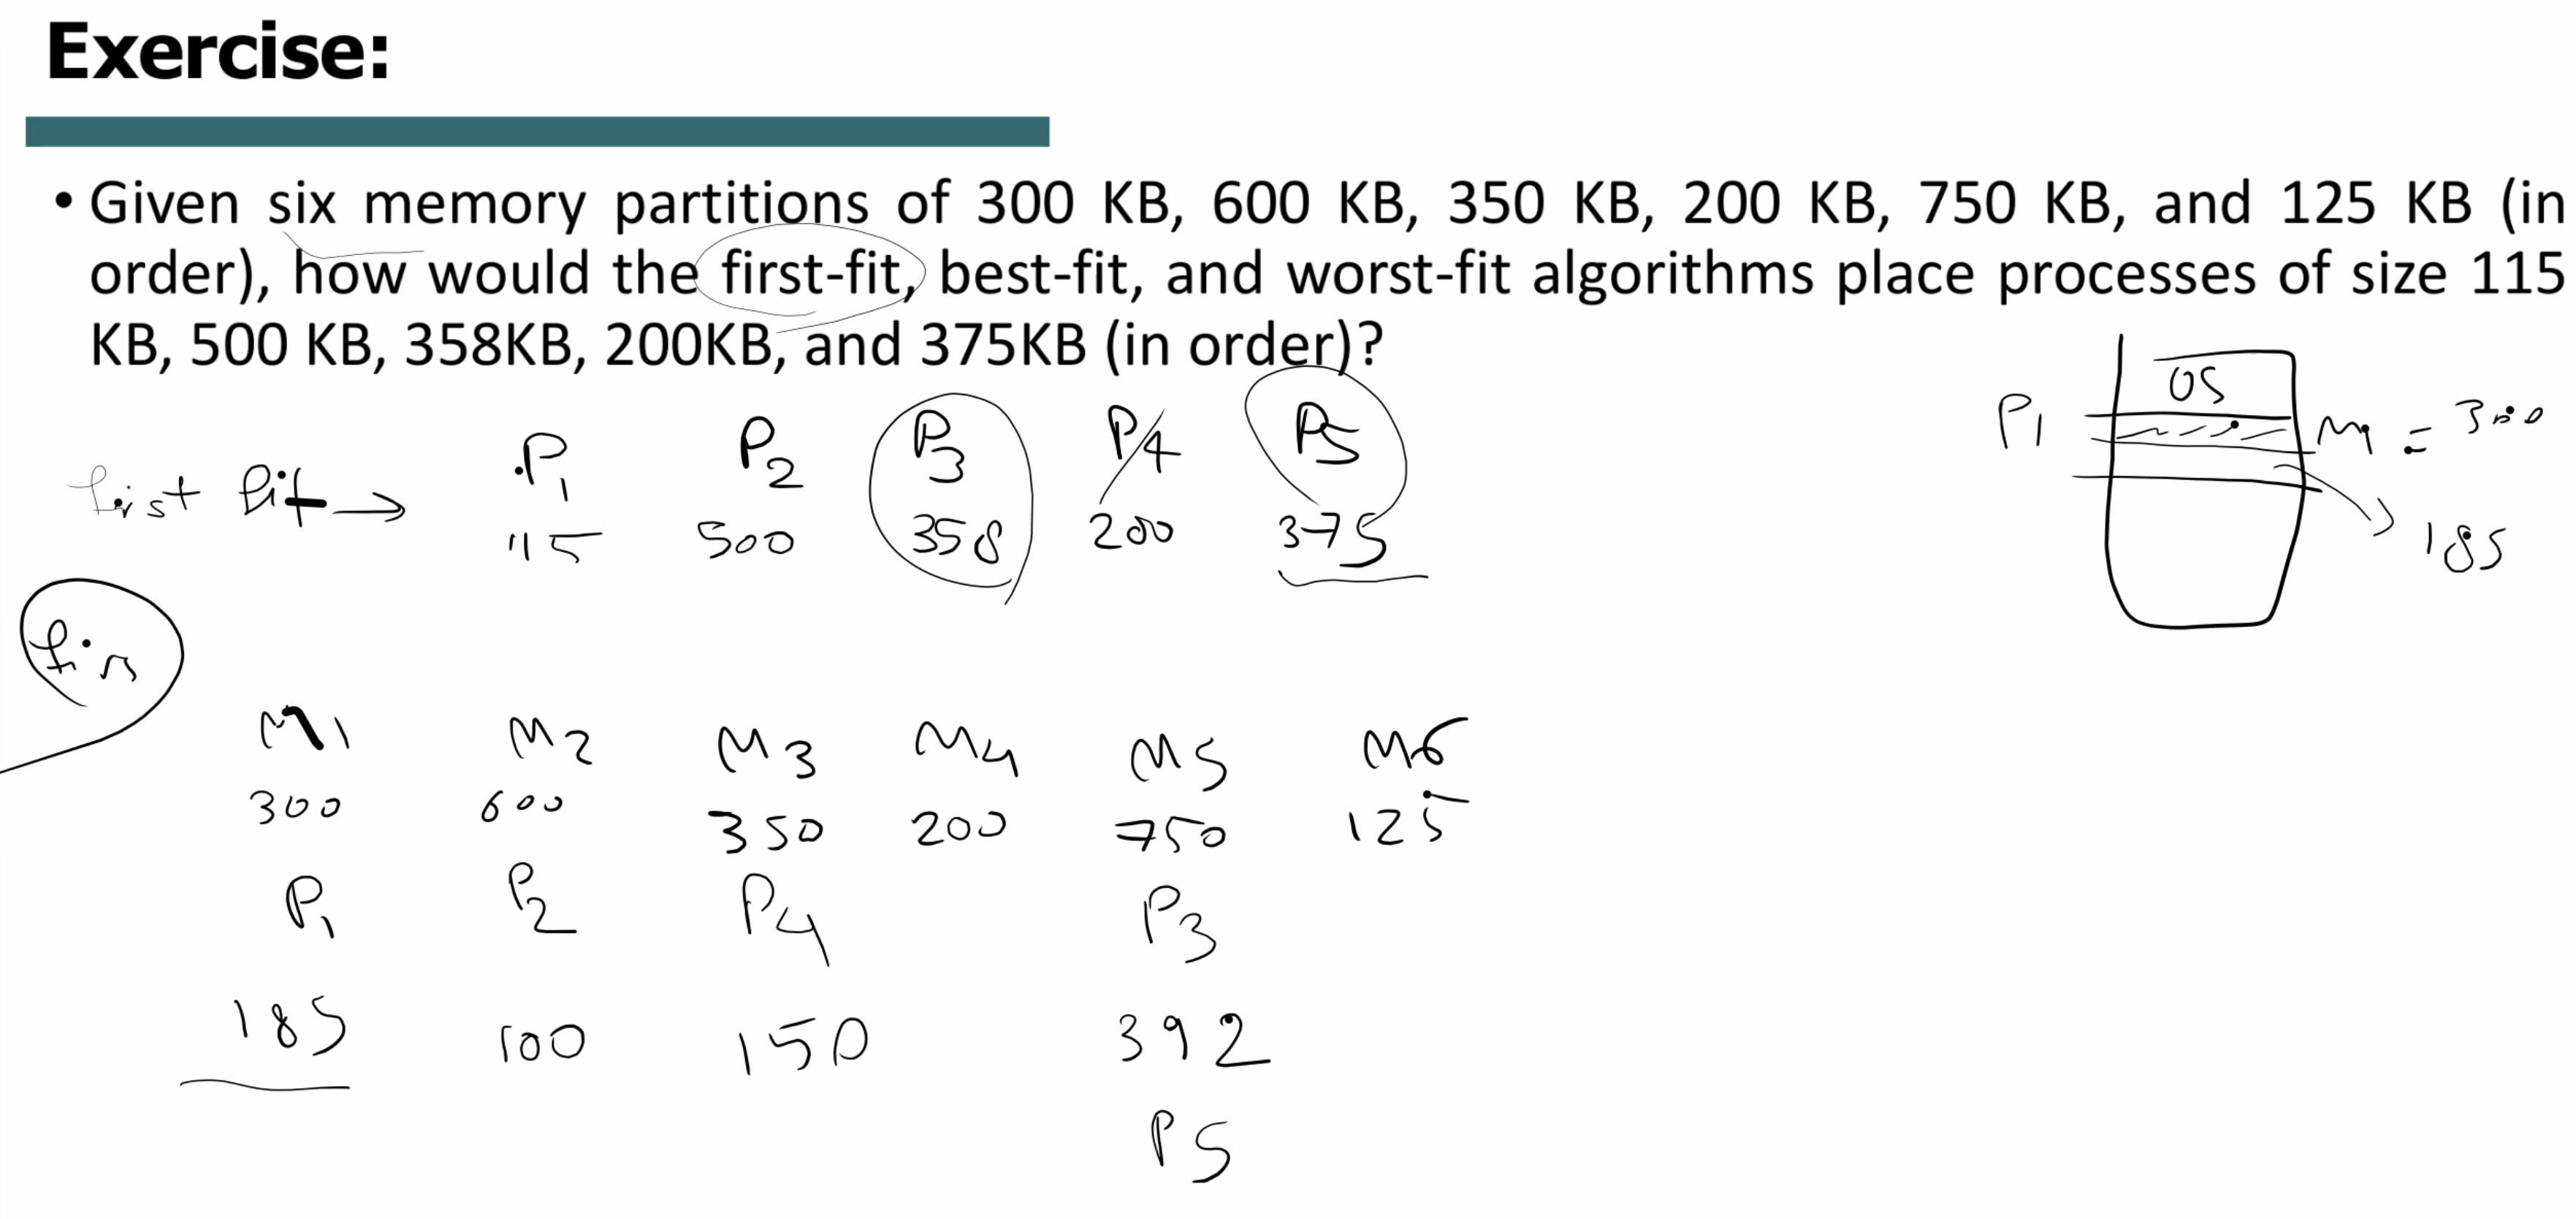 Exercise:
• Given six memory partitions of 300 KB, 600 KB, 350 KB, 200 KB, 750 KB, and 125 KB (in
order), how would the first-fit, best-fit, and worst-fit algorithms place processes of size 115
KB, 500 KB, 358KB, 200KB, and 375KB (in order)?
OS
P1 M1 = 300
185
first fit → P1 P2 P3 P4 P5
115 500 358 200 375
firs
M1 M2 M3 M4 M5 M6
300 600 350 200 750 125
P1 P2 P4 P3
185 100 150 392
P5